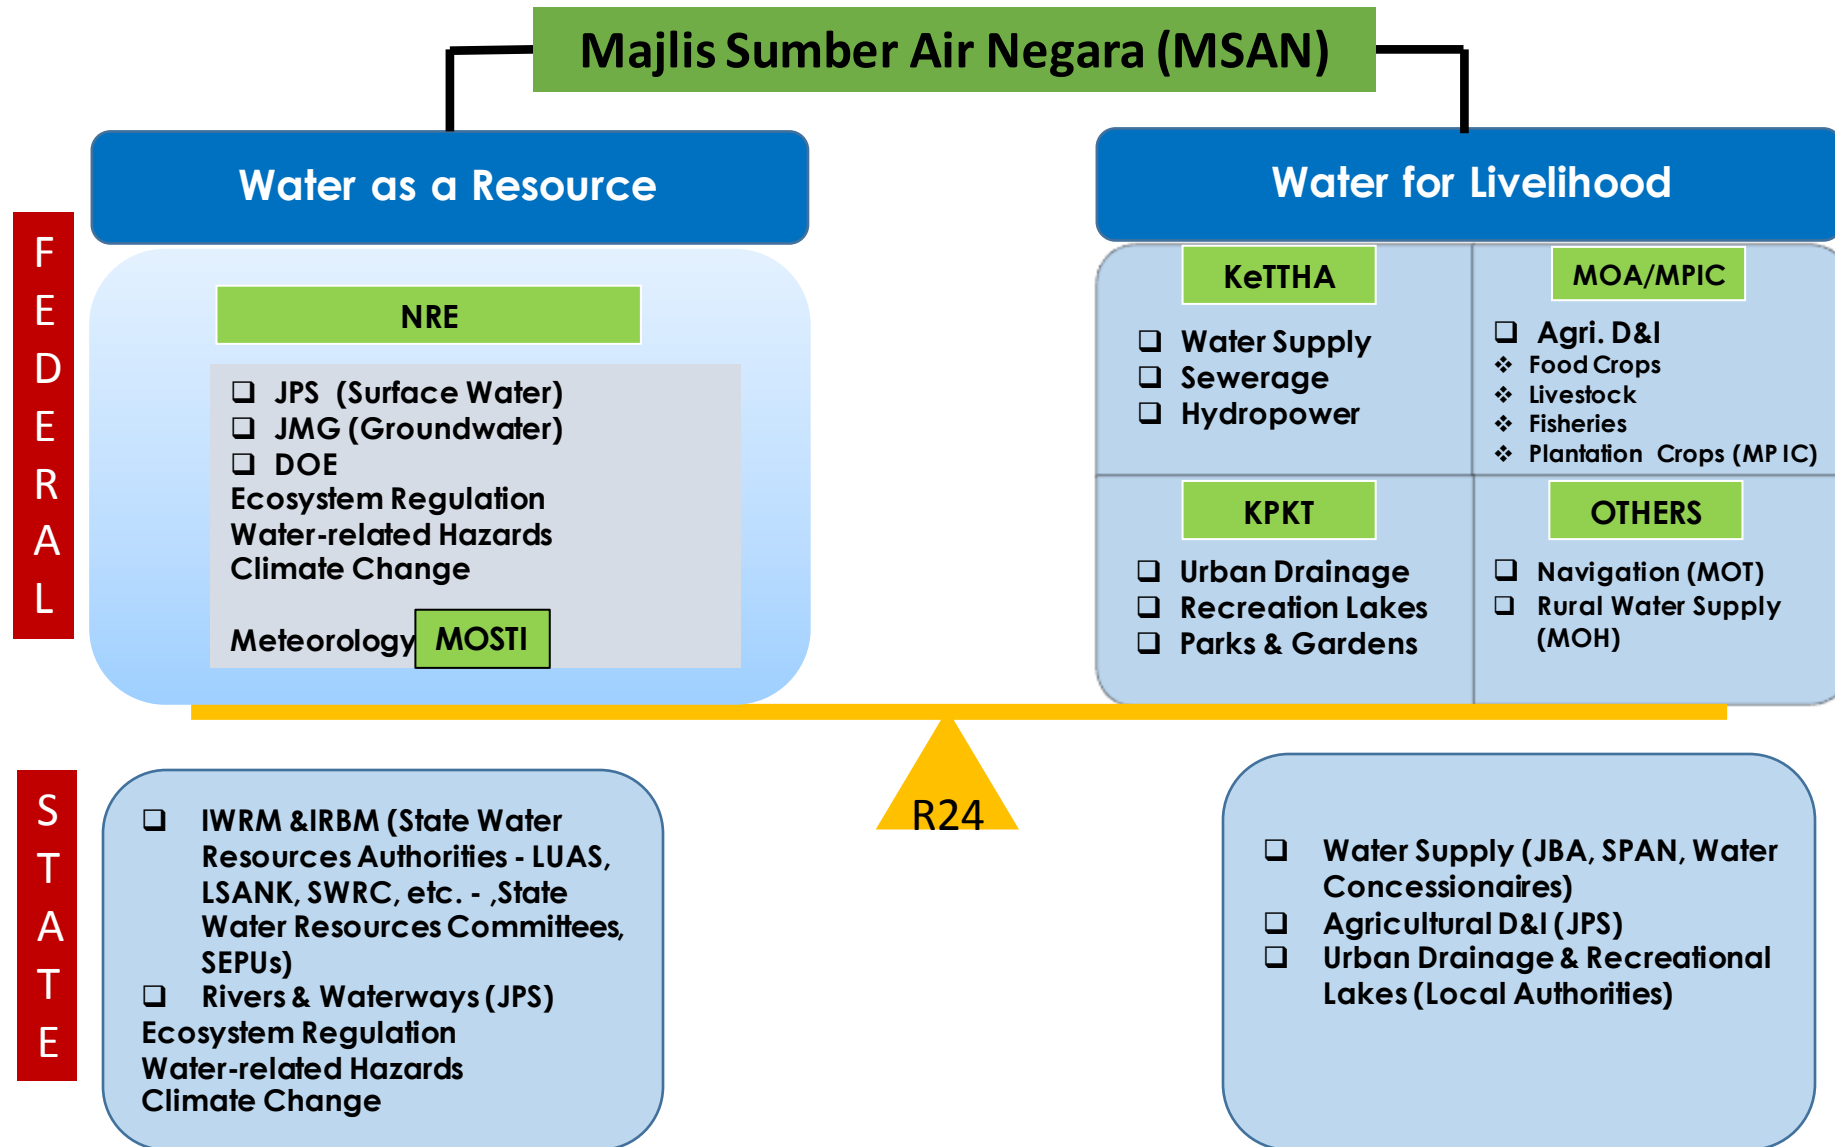 Majlis Sumber Air Negara (MSAN)
Water as a Resource
Water for Livelihood
FEDERAL
NRE
❑ JPS (Surface Water)
❑ JMG (Groundwater)
❑ DOE
Ecosystem Regulation
Water-related Hazards
Climate Change
Meteorology MOSTI
KeTTHA
❑ Water Supply
❑ Sewerage
❑ Hydropower
MOA/MPIC
❑ Agri. D&I
❖ Food Crops
❖ Livestock
❖ Fisheries
❖ Plantation Crops (MPIC)
KPKT
❑ Urban Drainage
❑ Recreation Lakes
❑ Parks & Gardens
OTHERS
❑ Navigation (MOT)
❑ Rural Water Supply
(MOH)
R24
STATE
❑ IWRM &IRBM (State Water
Resources Authorities - LUAS,
LSANK, SWRC, etc. - ,State
Water Resources Committees,
SEPUs)
❑ Rivers & Waterways (JPS)
Ecosystem Regulation
Water-related Hazards
Climate Change
❑ Water Supply (JBA, SPAN, Water
Concessionaires)
❑ Agricultural D&I (JPS)
❑ Urban Drainage & Recreational
Lakes (Local Authorities)